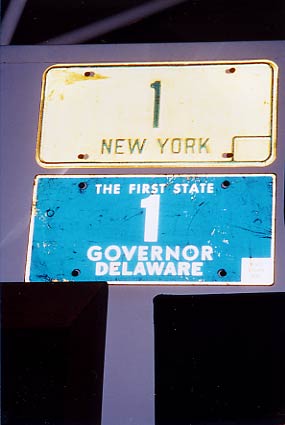 1
NEW YORK
THE FIRST STATE
1
GOVERNOR
DELAWARE